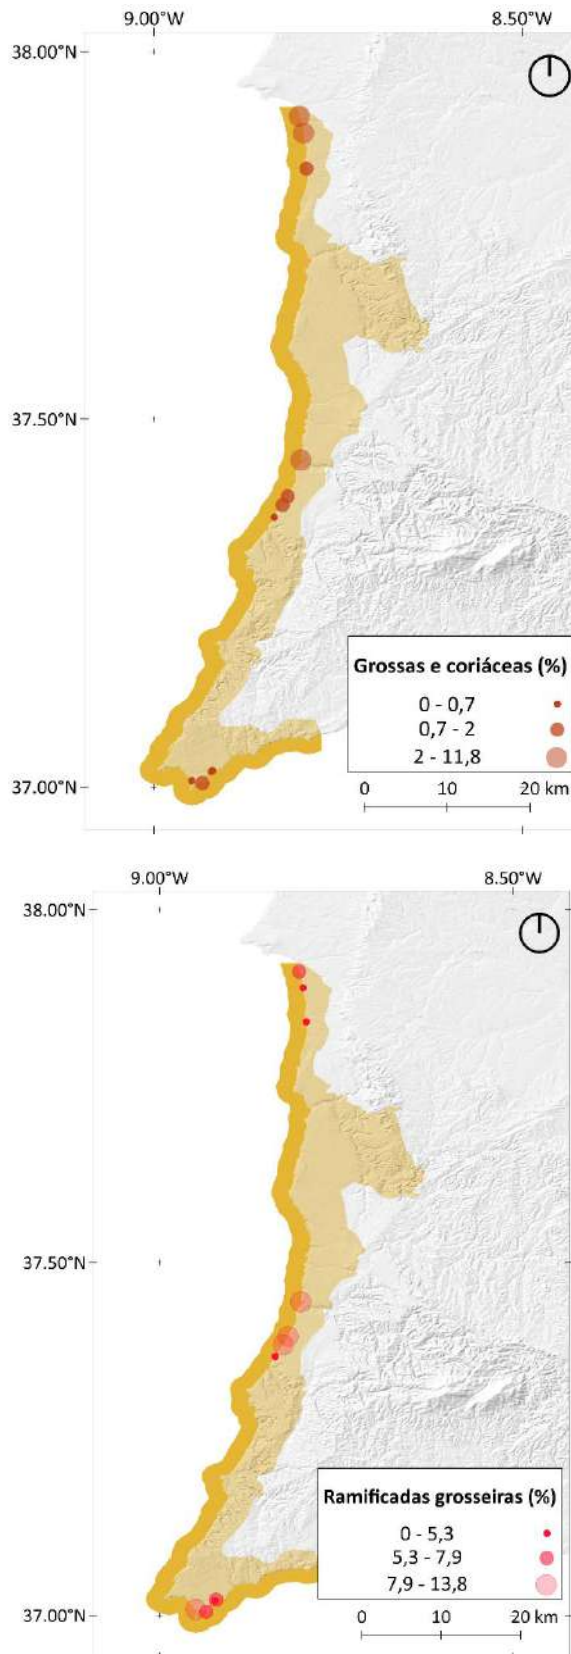 9.00°W 8.50°W
38.00°N
37.50°N
Grossas e coriáceas (%)
0 - 0,7
0,7 - 2
2 - 11,8
37.00°N
0 10 20 km
9.00°W 8.50°W
38.00°N
37.50°N
Ramificadas grosseiras (%)
0 - 5,3
5,3 - 7,9
7,9 - 13,8
37.00°N
0 10 20 km